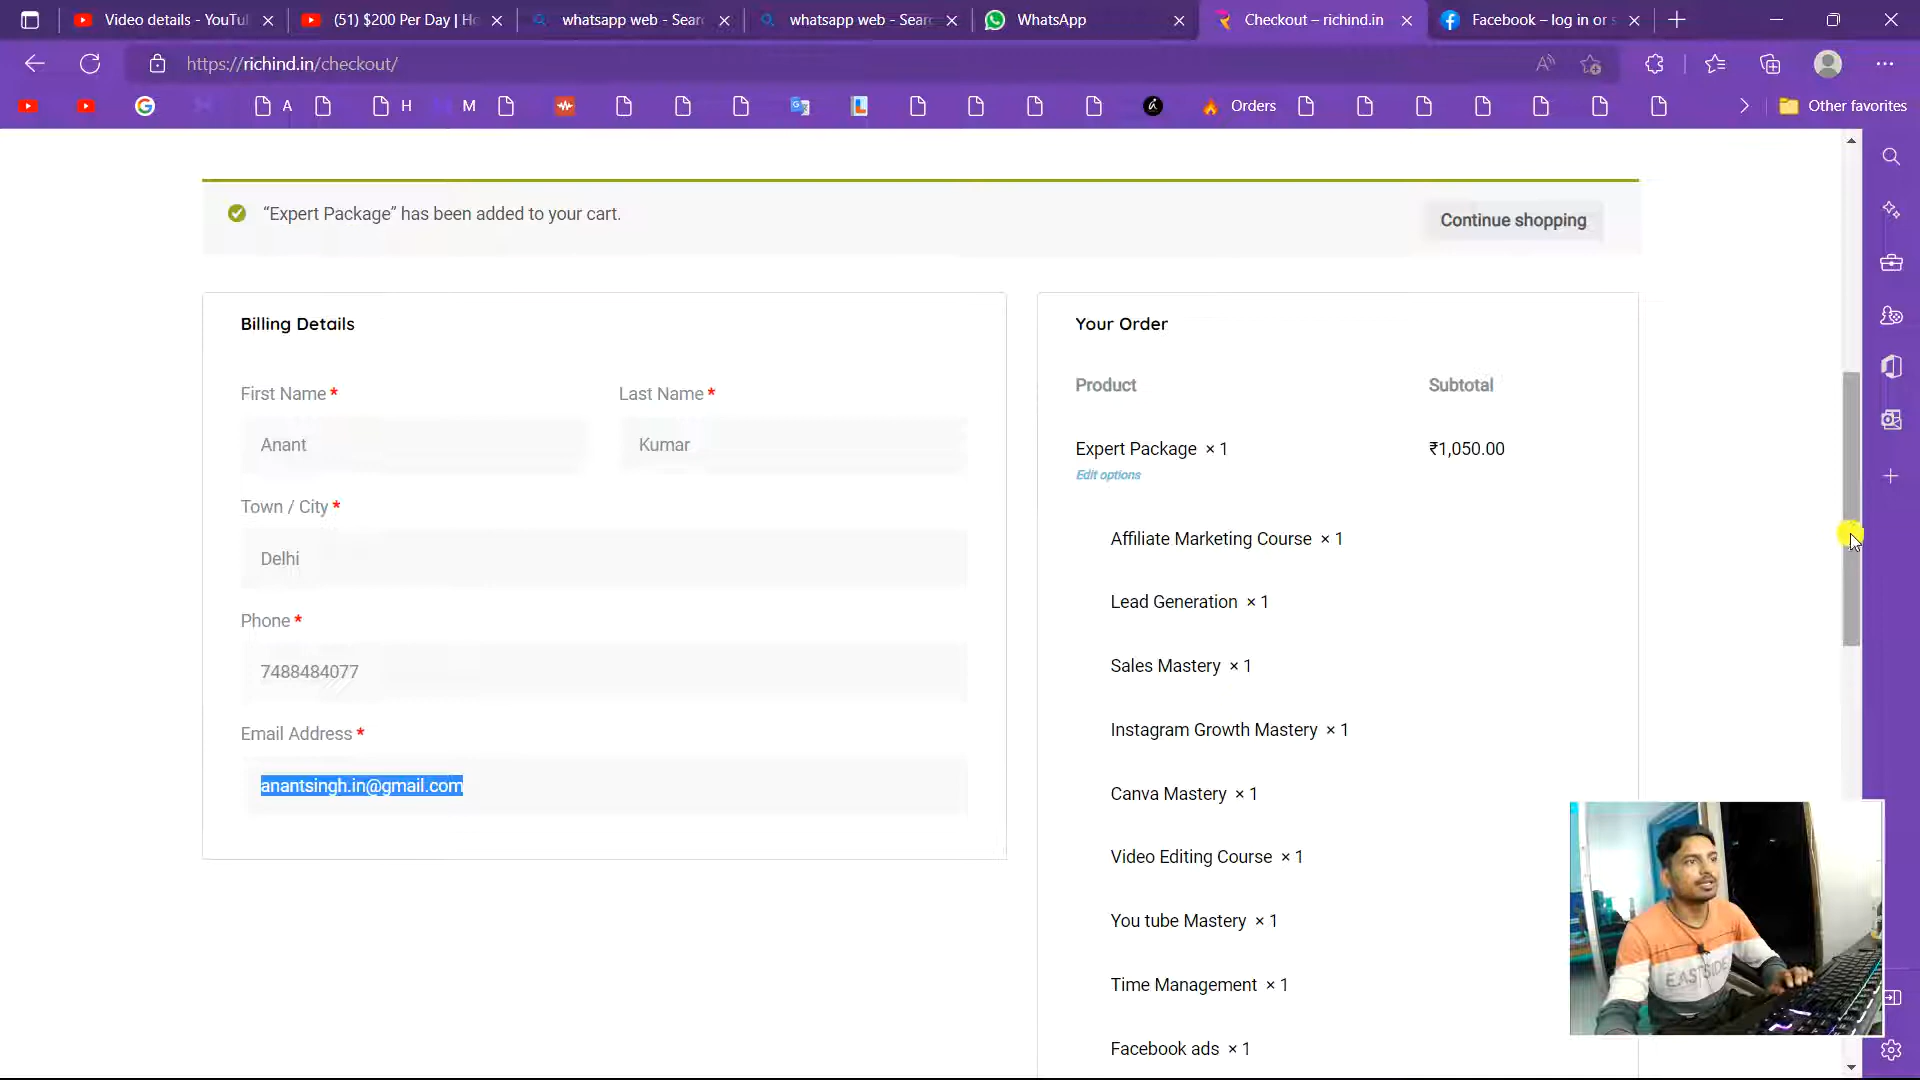 Video details - YouTu
(51) $200 Per Day | H
whatsapp web - Sear
whatsapp web - Sear
WhatsApp
Checkout – richind.in
Facebook – log in or s
https://richind.in/checkout/
A
H
M
Orders
Other favorites
“Expert Package” has been added to your cart.
Continue shopping
Billing Details
First Name *
Last Name *
Anant
Kumar
Town / City *
Delhi
Phone *
7488484077
Email Address *
anantsingh.in@gmail.com
Your Order
Product
Subtotal
Expert Package × 1
₹1,050.00
Edit options
Affiliate Marketing Course × 1
Lead Generation × 1
Sales Mastery × 1
Instagram Growth Mastery × 1
Canva Mastery × 1
Video Editing Course × 1
You tube Mastery × 1
Time Management × 1
Facebook ads × 1
EASTSIDE